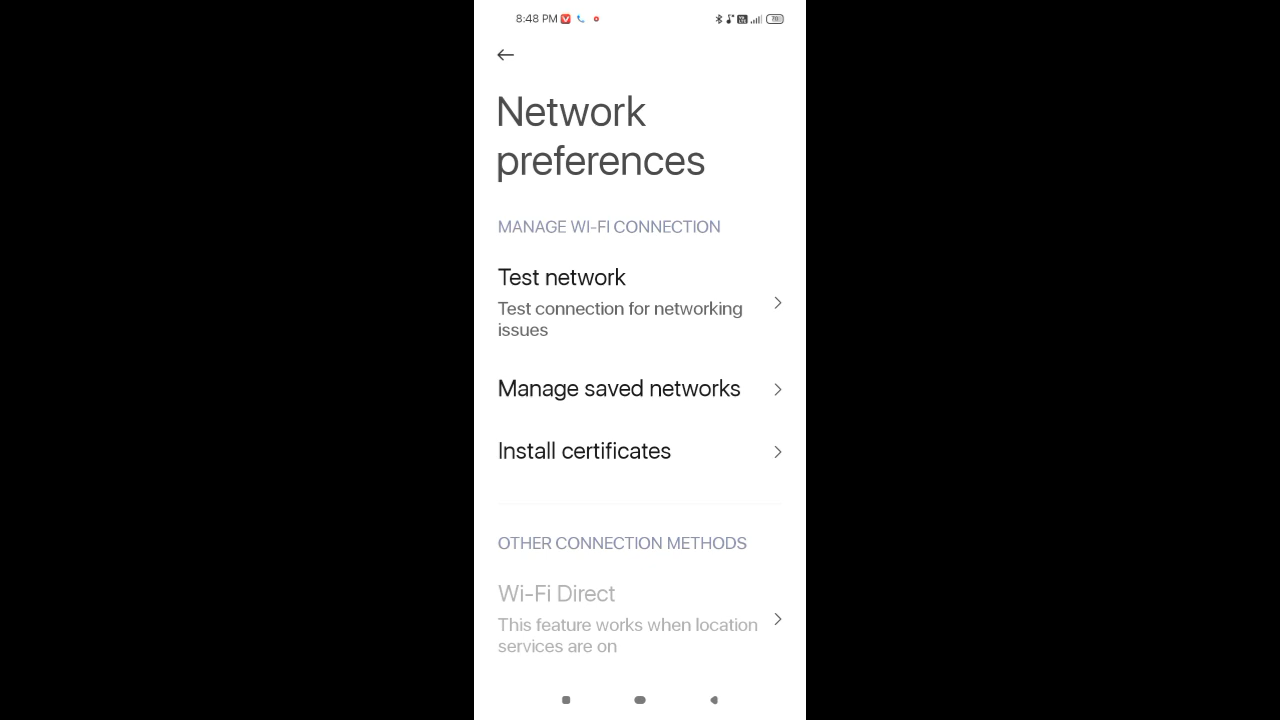 8:48 PM
Network
preferences
MANAGE WI-FI CONNECTION
Test network
Test connection for networking
issues
Manage saved networks
Install certificates
OTHER CONNECTION METHODS
Wi-Fi Direct
This feature works when location
services are on